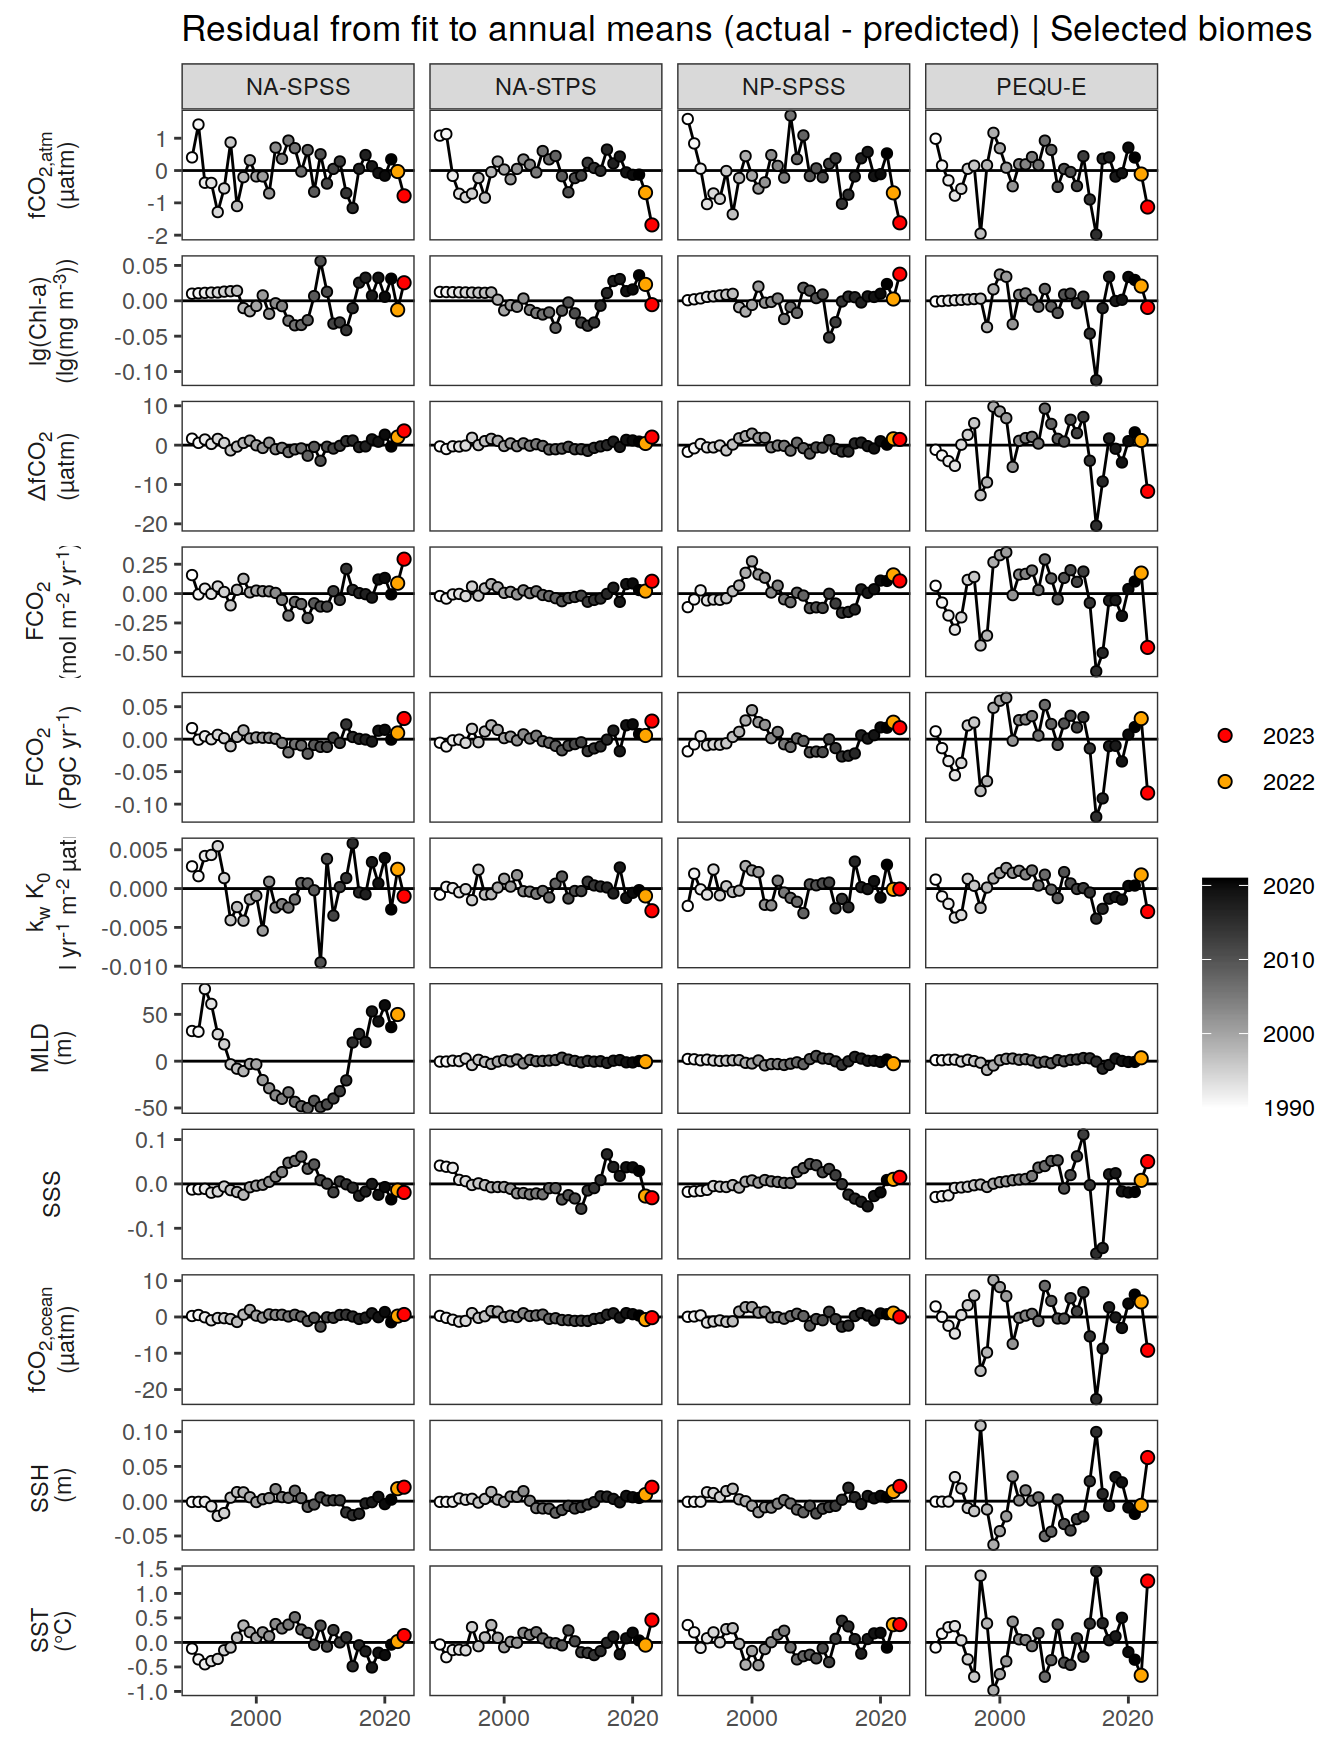 Residual from fit to annual means (actual - predicted) | Selected biomes
NA-SPSS NA-STPS NP-SPSS PEQU-E
fCO2,atm
(µatm)
1
0
-1
-2
lg(Chl-a)
(lg(mg m-3))
0.05
0.00
-0.05
-0.10
ΔfCO2
(µatm)
10
0
-10
-20
FCO2
(mol m-2 yr-1)
0.25
0.00
-0.25
-0.50
FCO2
(PgC yr-1)
0.05
0.00
-0.05
-0.10
kw K0
l yr-1 m-2 µat
0.005
0.000
-0.005
-0.010
MLD
(m)
50
0
-50
SSS
0.1
0.0
-0.1
fCO2,ocean
(µatm)
10
0
-10
-20
SSH
(m)
0.10
0.05
0.00
-0.05
SST
(°C)
1.5
1.0
0.5
0.0
-0.5
-1.0
2000 2020 2000 2020 2000 2020 2000 2020
2023
2022
2020
2010
2000
1990